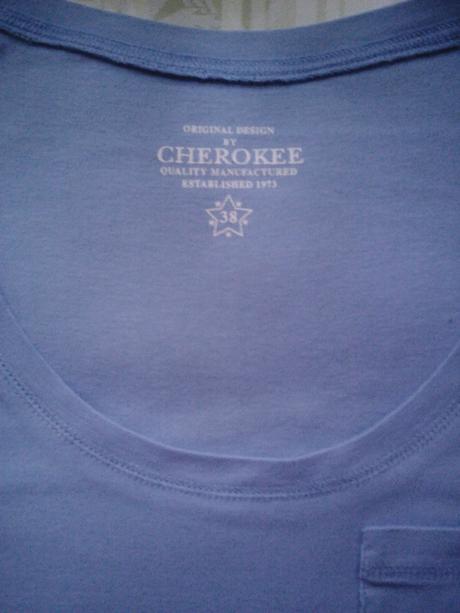 ORIGINAL DESIGN
BY
CHEROKEE
QUALITY MANUFACTURED
ESTABLISHED 1973
38